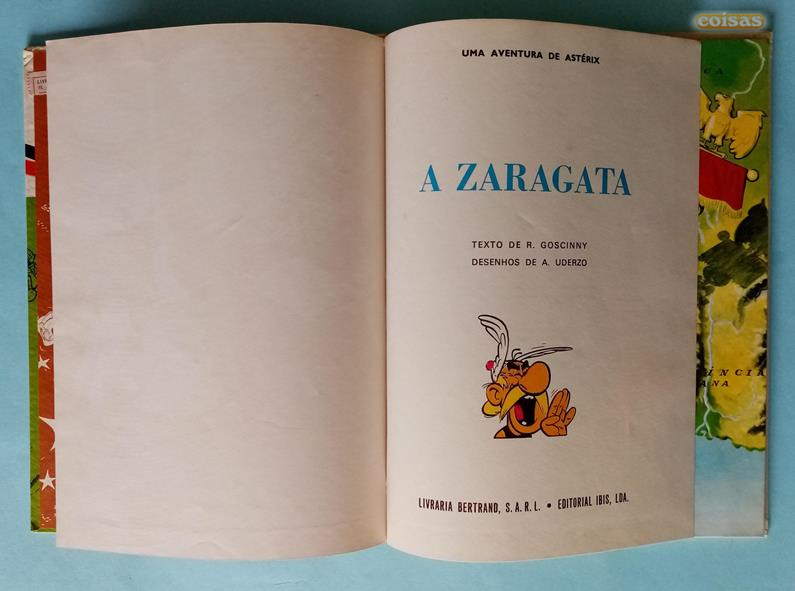 coisas
UMA AVENTURA DE ASTÉRIX
A ZARAGATA
TEXTO DE R. GOSCINNY
DESENHOS DE A. UDERZO
LIVRARIA BERTRAND, S. A. R. L. • EDITORIAL IBIS, LDA.